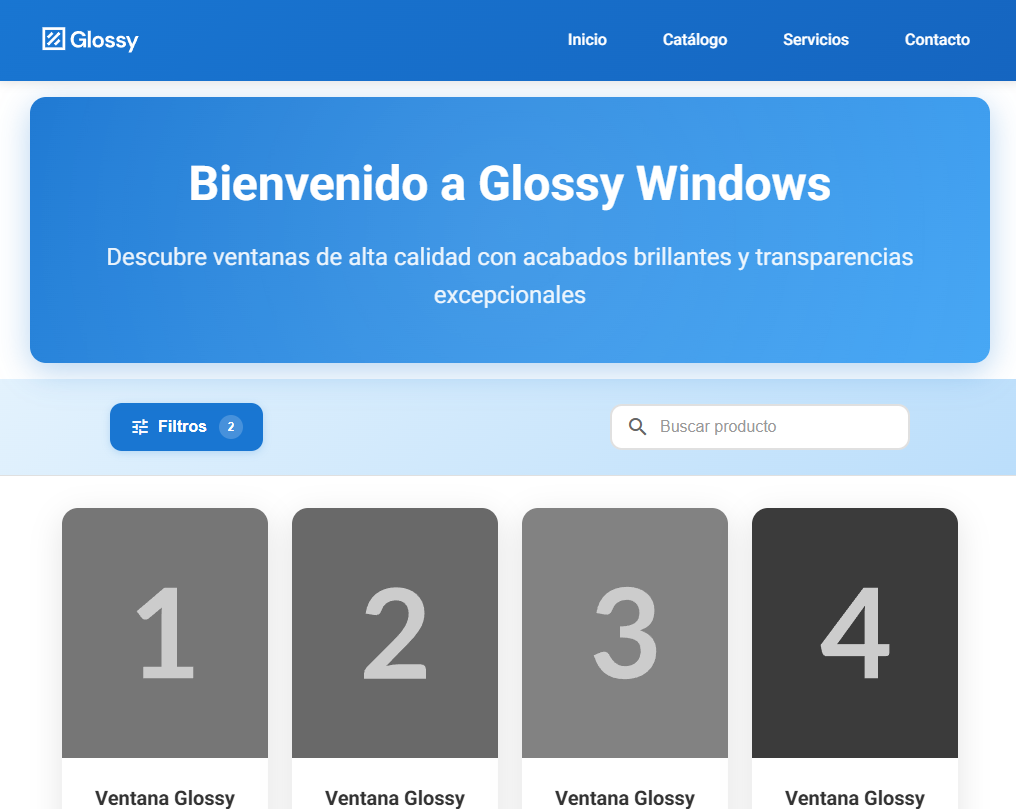 Glossy
Inicio Catálogo Servicios Contacto
Bienvenido a Glossy Windows
Descubre ventanas de alta calidad con acabados brillantes y transparencias
excepcionales
Filtros 2
Buscar producto
1 2 3 4
Ventana Glossy Ventana Glossy Ventana Glossy Ventana Glossy